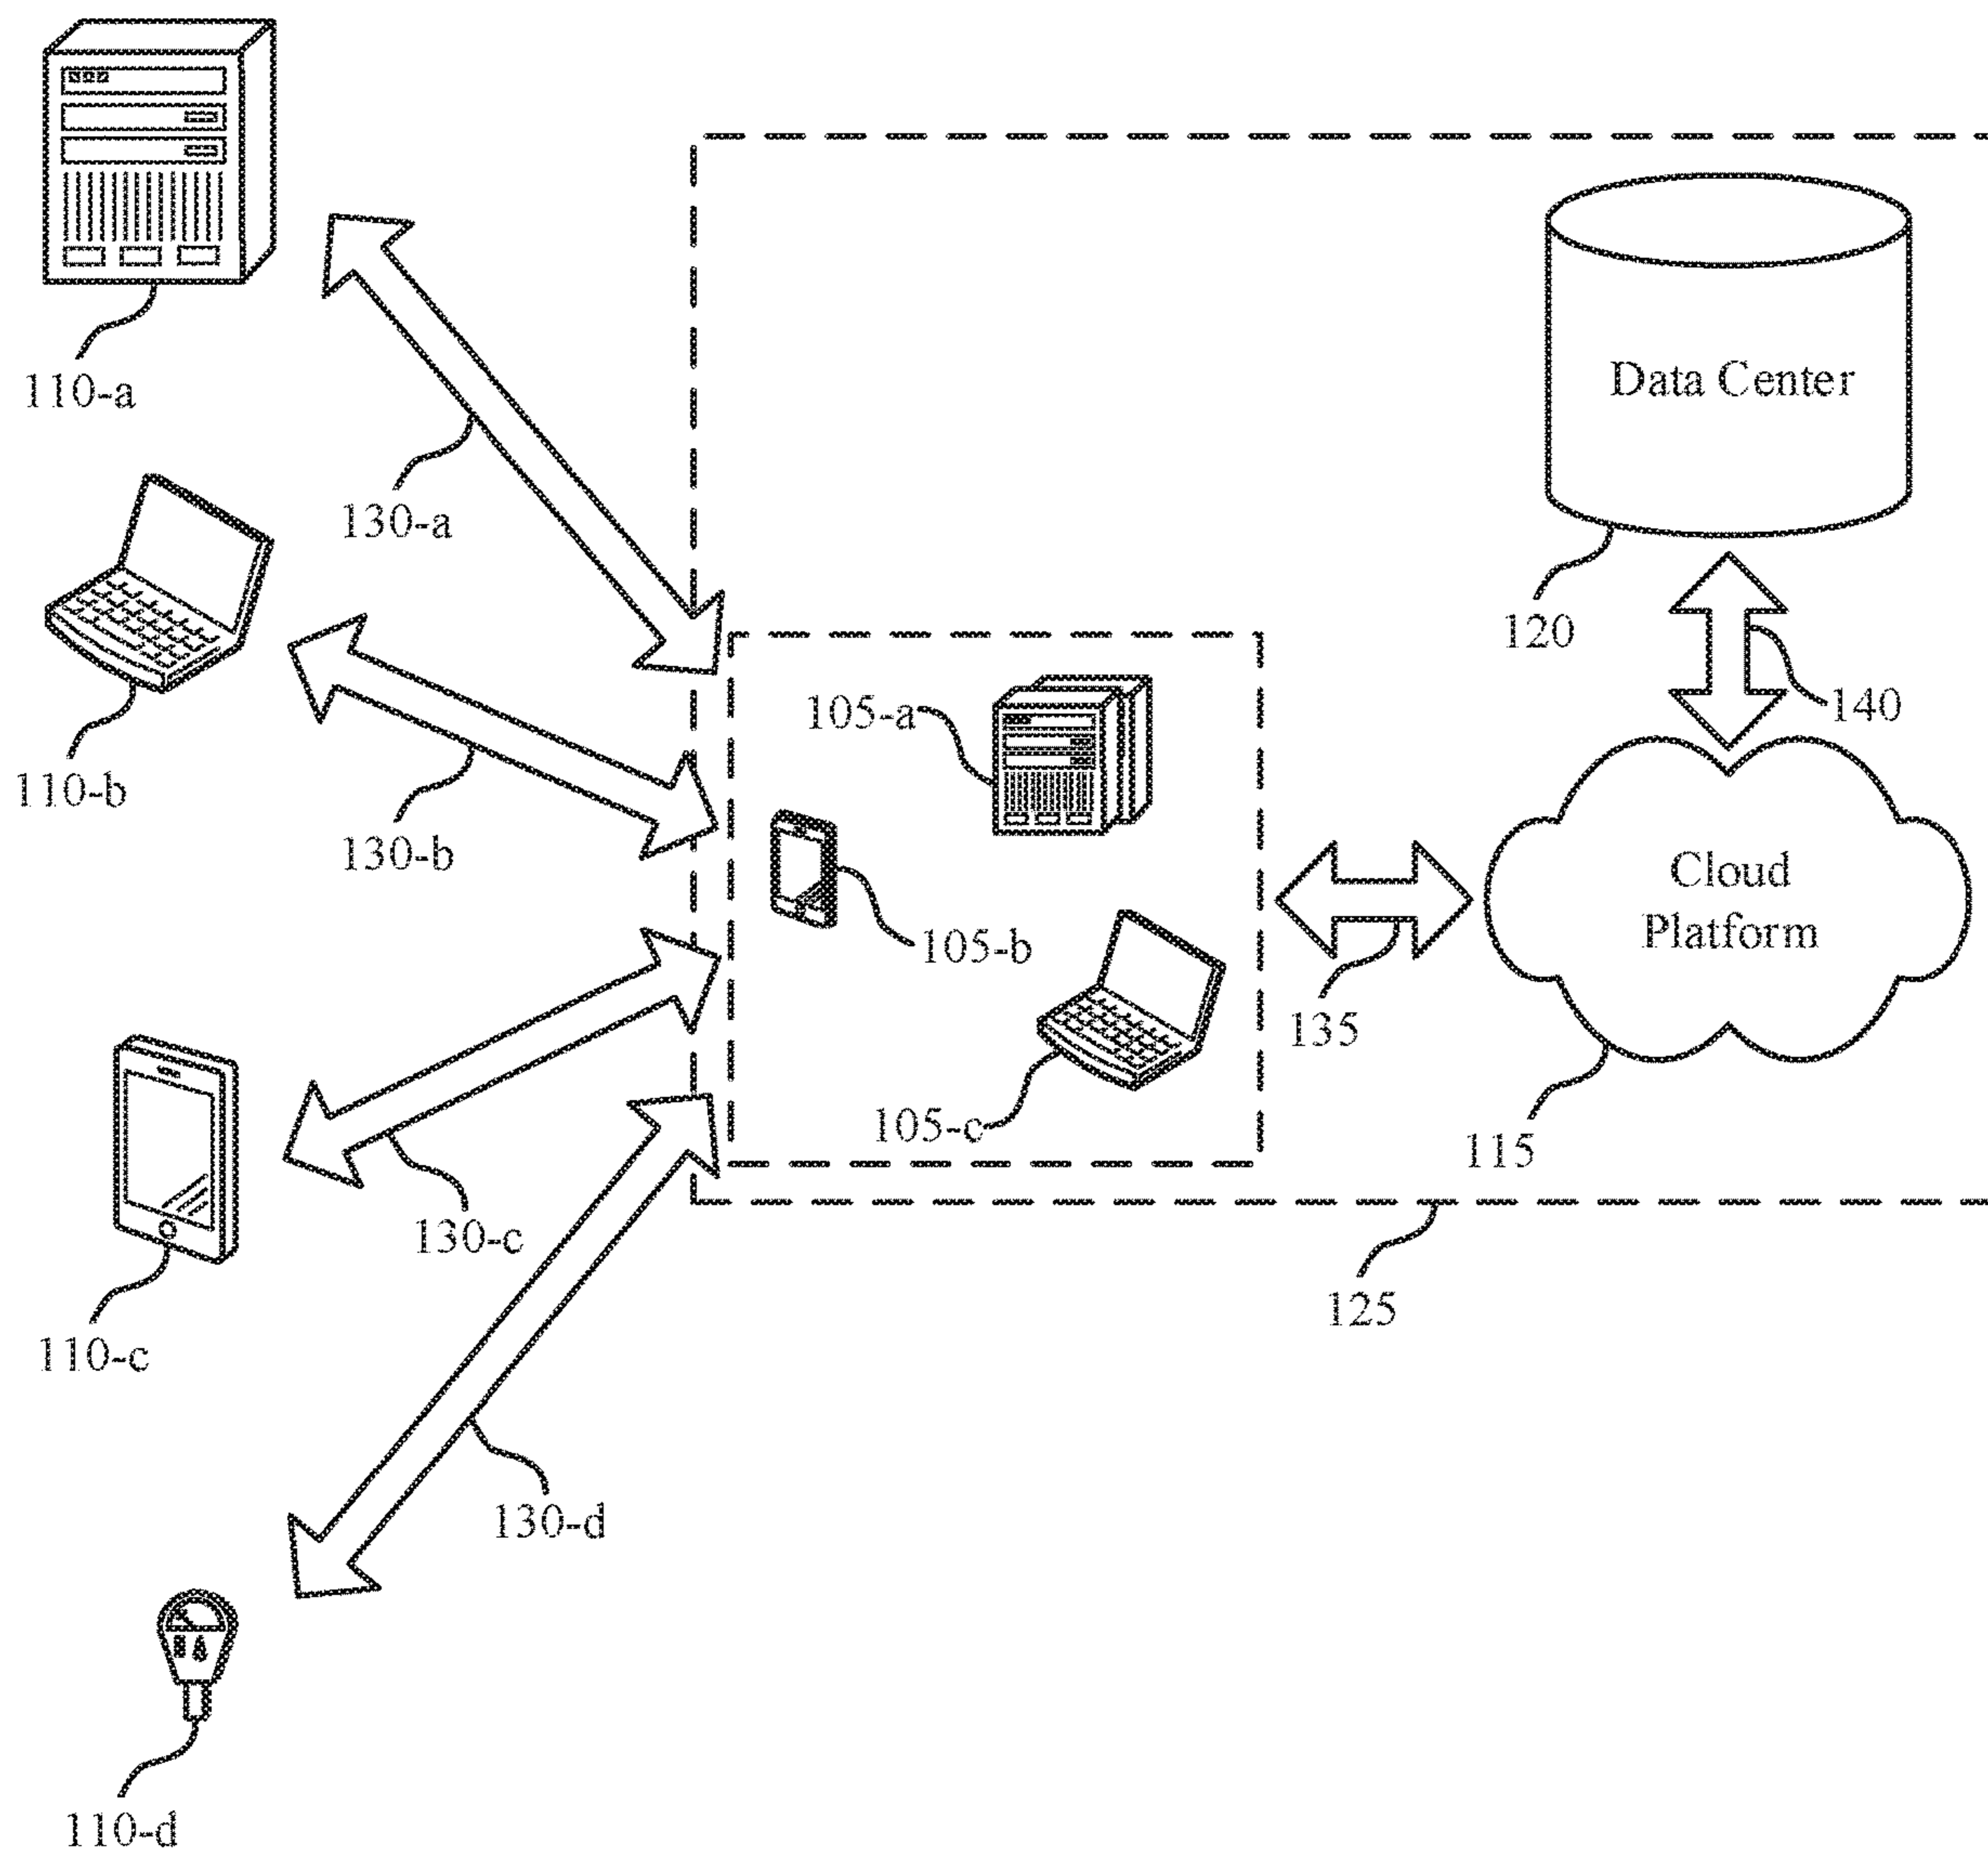 110-a
130-a
Data Center
120
140
110-b
130-b
105-a
105-b
105-c
Cloud
Platform
135
115
110-c
130-c
125
130-d
110-d